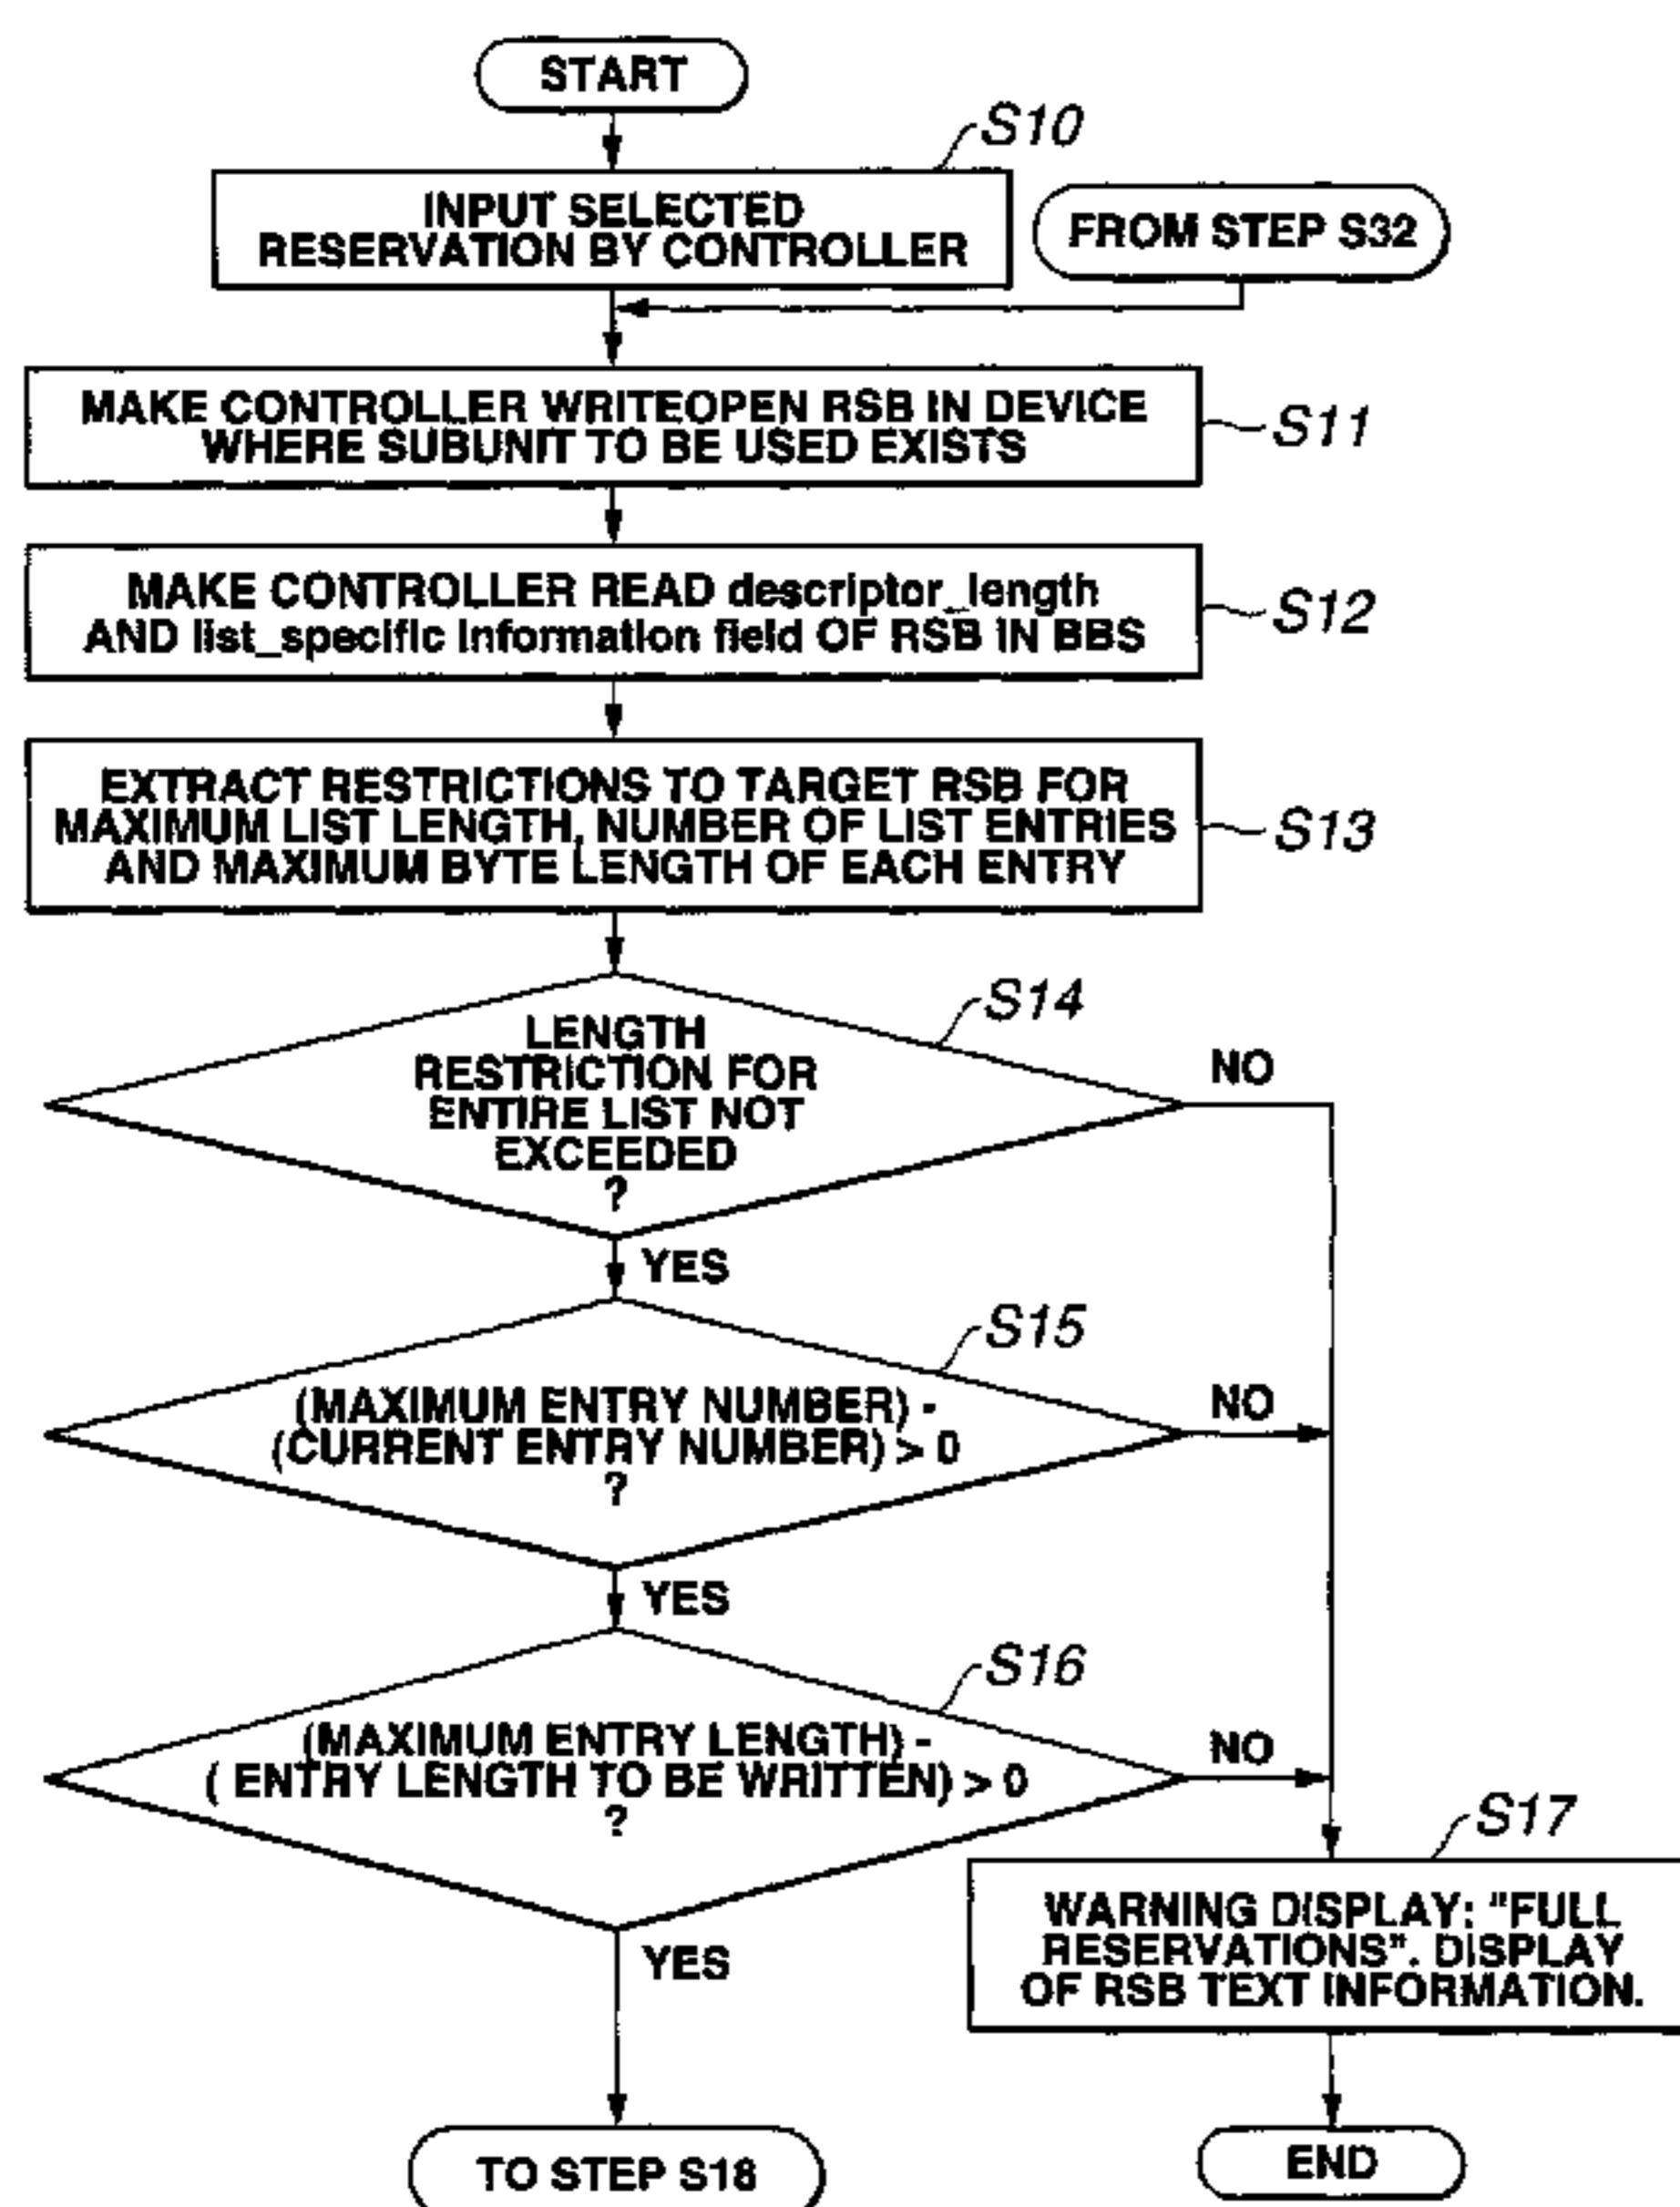 START
S10
INPUT SELECTED
RESERVATION BY CONTROLLER
FROM STEP S32
MAKE CONTROLLER WRITEOPEN RSB IN DEVICE
WHERE SUBUNIT TO BE USED EXISTS
S11
MAKE CONTROLLER READ descriptor_length
AND list_specific information field OF RSB IN BBS
S12
EXTRACT RESTRICTIONS TO TARGET RSB FOR
MAXIMUM LIST LENGTH, NUMBER OF LIST ENTRIES
AND MAXIMUM BYTE LENGTH OF EACH ENTRY
S13
S14
LENGTH
RESTRICTION FOR
ENTIRE LIST NOT
EXCEEDED
?
NO
YES
S15
(MAXIMUM ENTRY NUMBER) -
(CURRENT ENTRY NUMBER) > 0
?
NO
YES
S16
(MAXIMUM ENTRY LENGTH) -
( ENTRY LENGTH TO BE WRITTEN) > 0
?
NO
YES
S17
WARNING DISPLAY: "FULL
RESERVATIONS". DISPLAY
OF RSB TEXT INFORMATION.
TO STEP S18
END